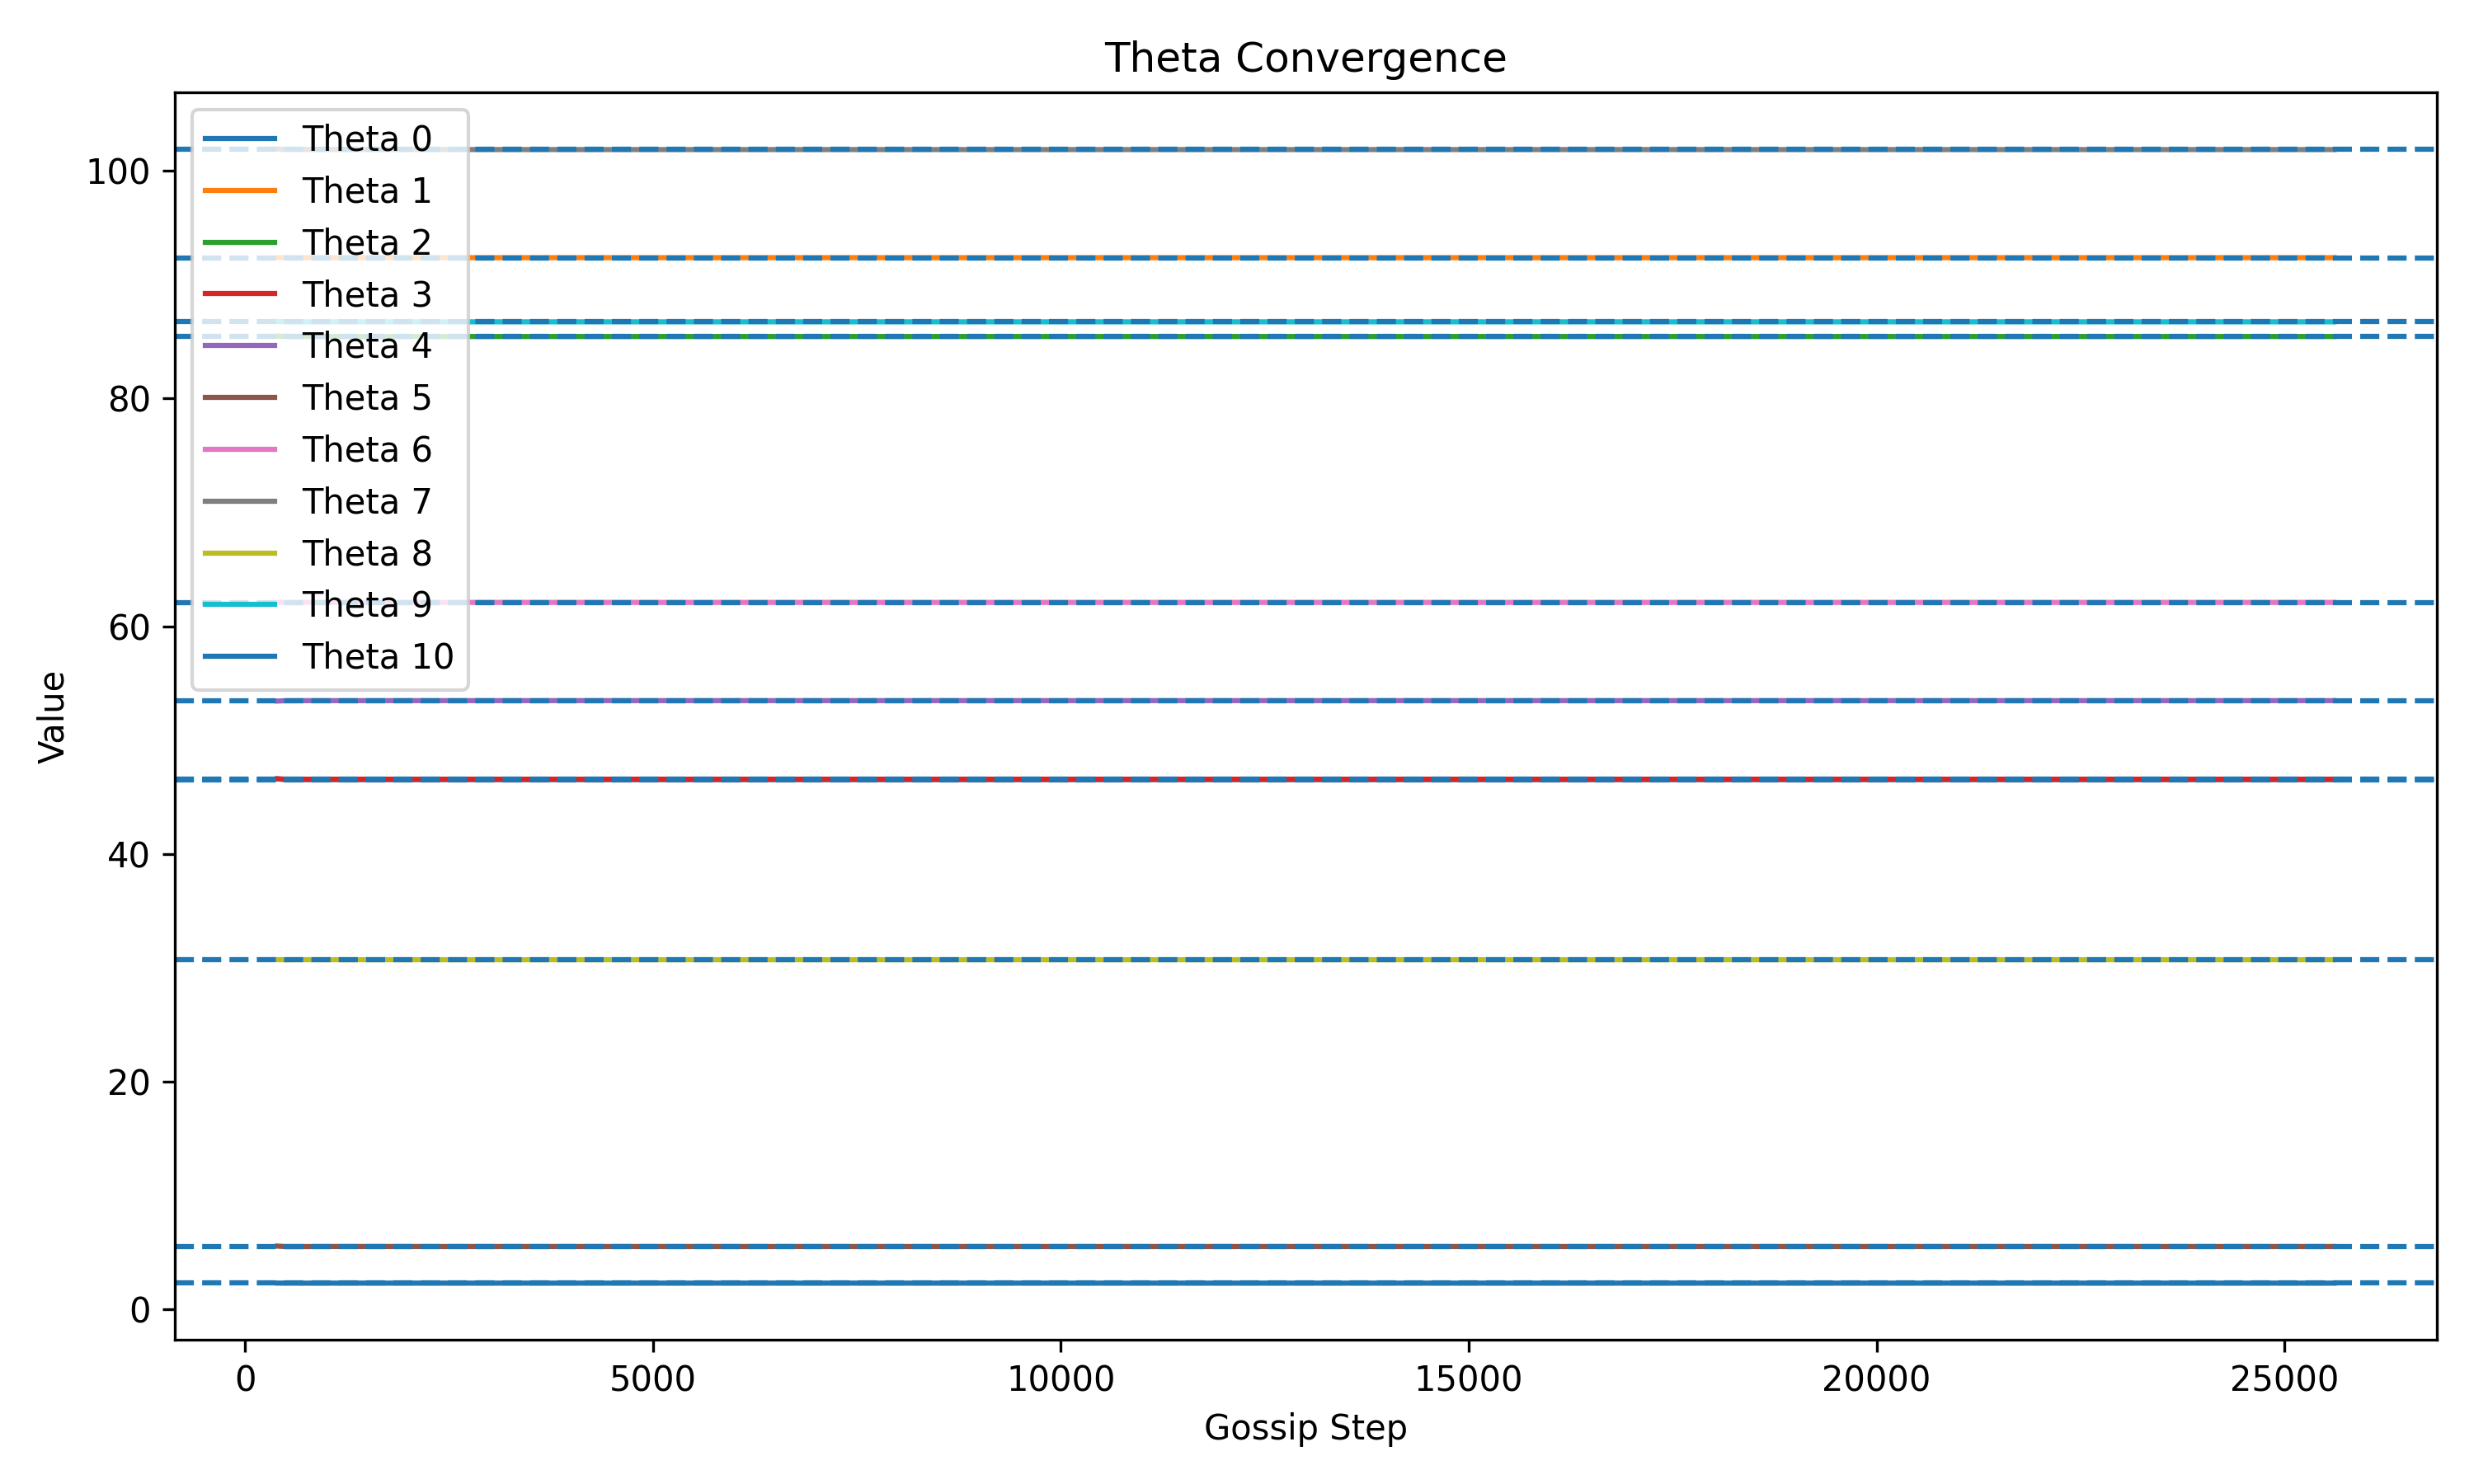 Theta Convergence
Theta 0
Theta 1
Theta 2
Theta 3
Theta 4
Theta 5
Theta 6
Theta 7
Theta 8
Theta 9
Theta 10
100
80
60
40
20
0
Value
0 5000 10000 15000 20000 25000
Gossip Step